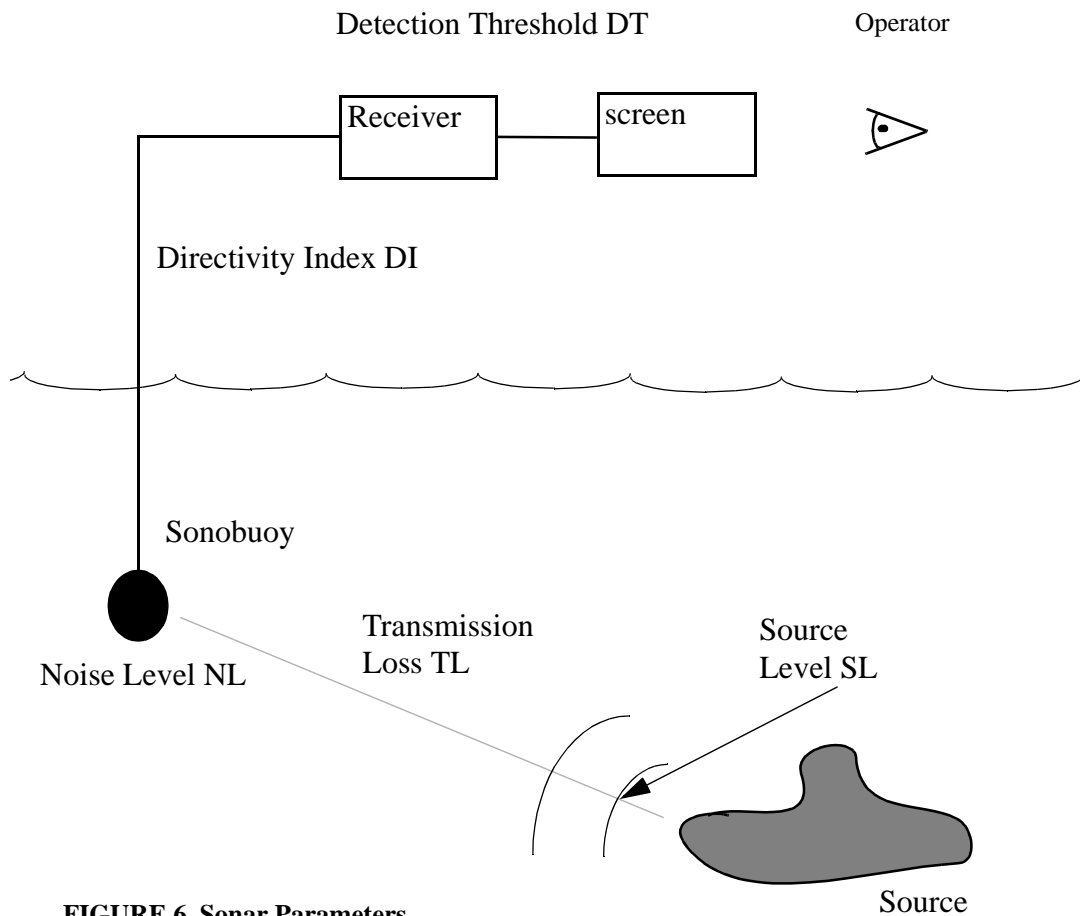 Detection Threshold DT
Operator
Receiver
screen
Directivity Index DI
Sonobuoy
Transmission
Loss TL
Source
Level SL
Noise Level NL
Source
FIGURE 6. Sonar Parameters